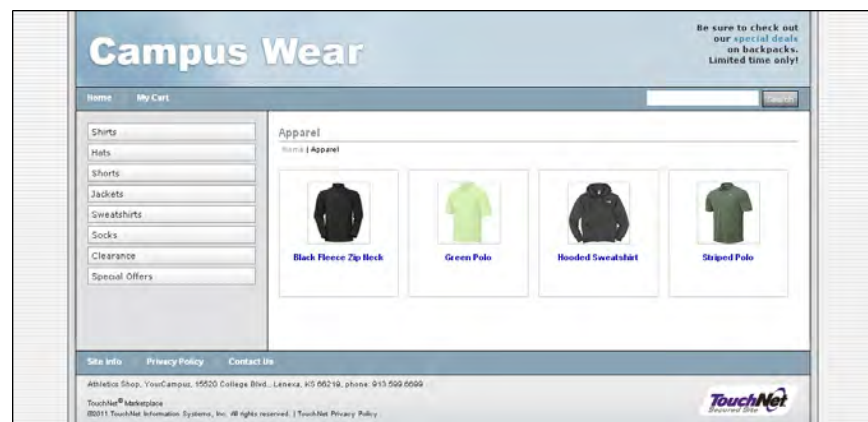 Campus Wear
Be sure to check out
our special deals
on backpacks.
Limited time only!
Home My Cart Search
Shirts
Hats
Shorts
Jackets
Sweatshirts
Socks
Clearance
Special Offers
Apparel
Home | Apparel
Black Fleece Zip Neck Green Polo Hooded Sweatshirt Striped Polo
Site Info Privacy Policy Contact Us
Athletics Shop, YourCampus, 15520 College Blvd., Lenexa, KS 66219, phone: 913.599.6699
TouchNet® Marketplace
©2011 TouchNet Information Systems, Inc. All rights reserved. | TouchNet Privacy Policy
TouchNet
Secured Site